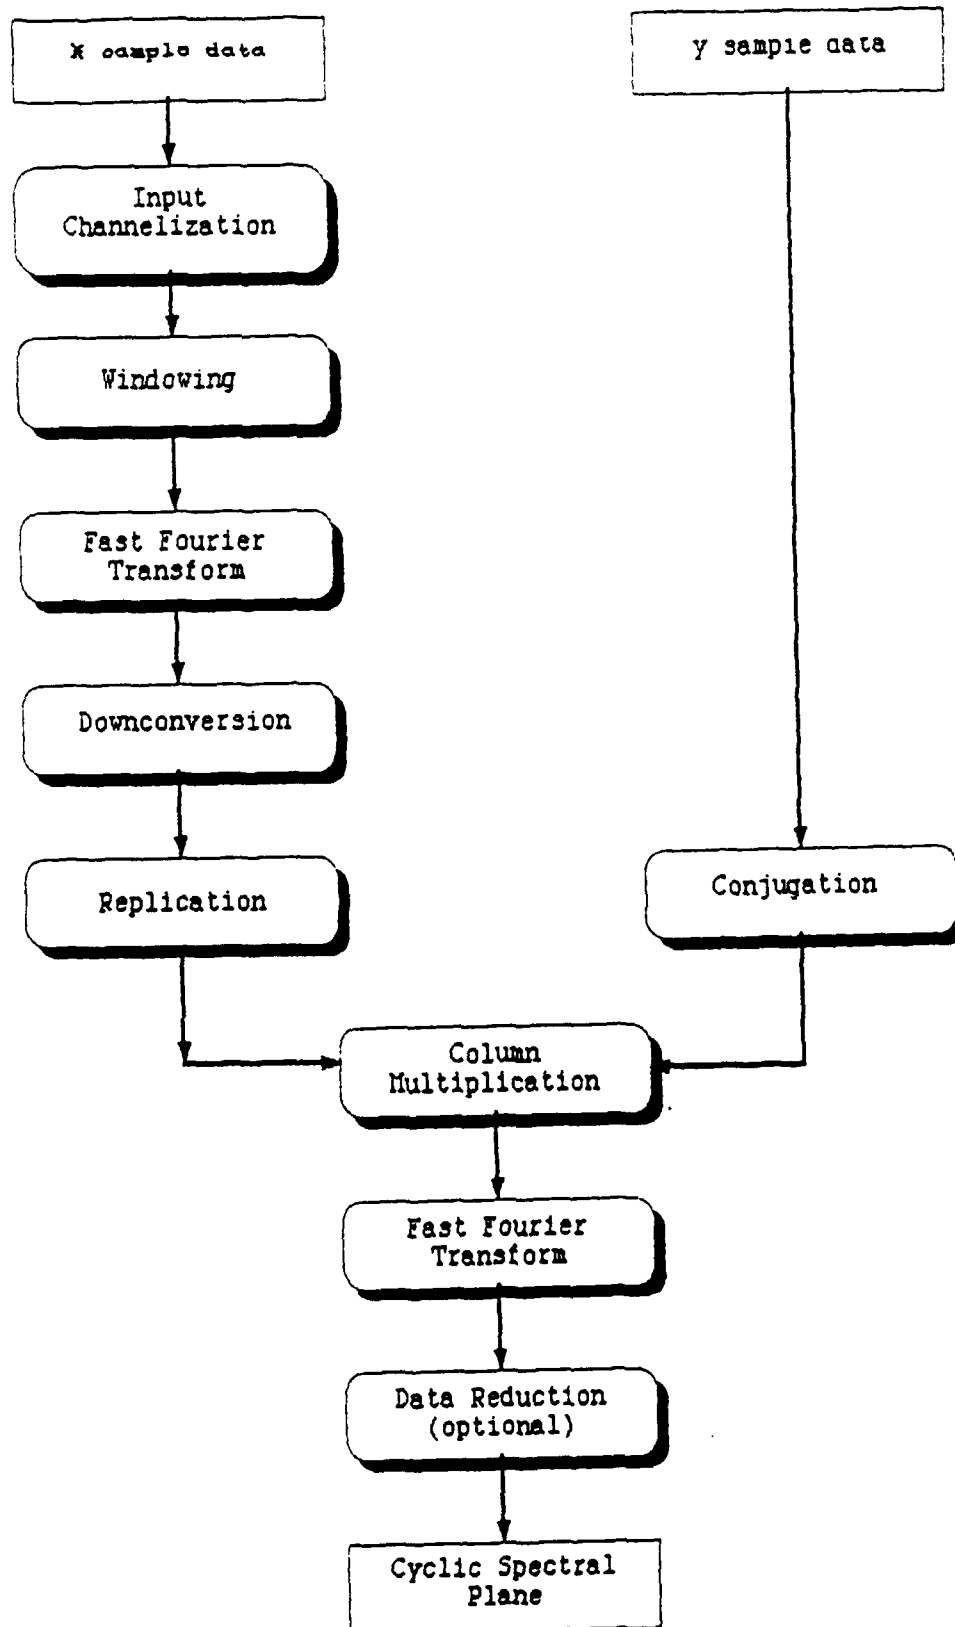 X sample data
y sample data
Input
Channelization
Windowing
Fast Fourier
Transform
Downconversion
Replication
Conjugation
Column
Multiplication
Fast Fourier
Transform
Data Reduction
(optional)
Cyclic Spectral
Plane